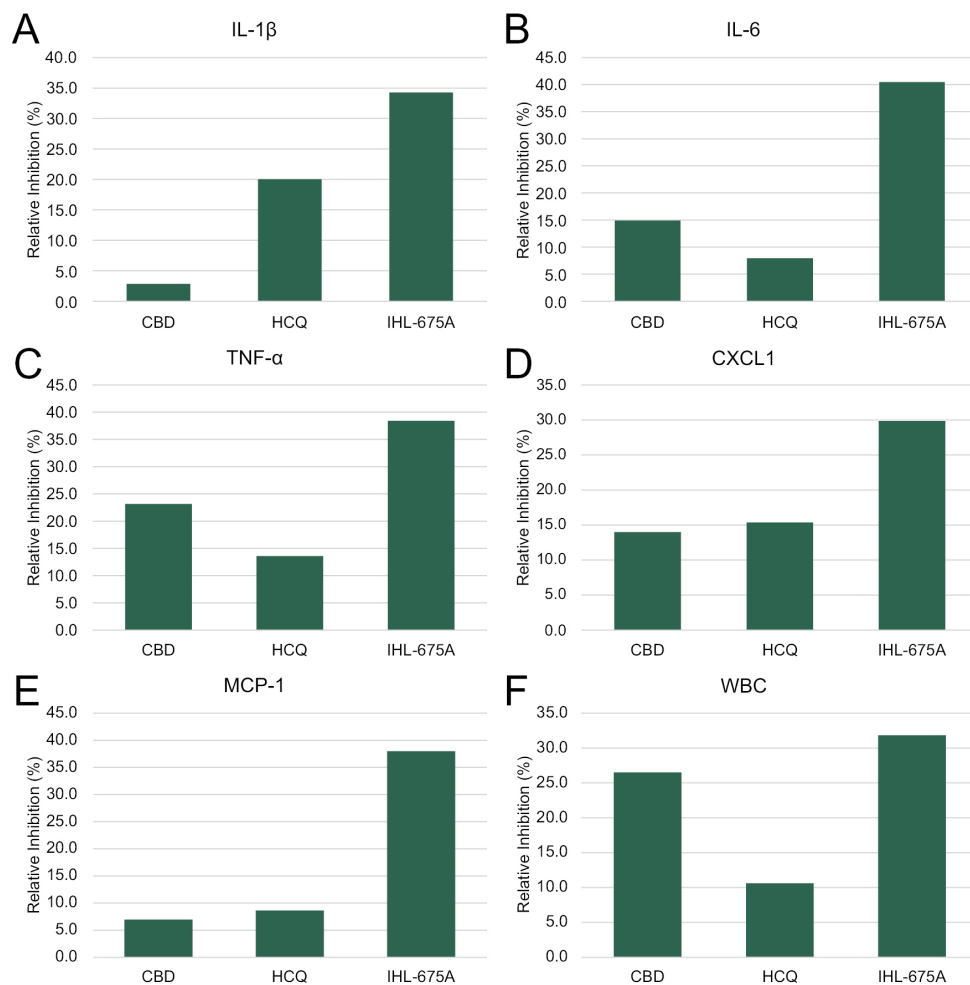 A
IL-1β
Relative Inhibition (%)
40.0
35.0
30.0
25.0
20.0
15.0
10.0
5.0
0.0
CBD
HCQ
IHL-675A
B
IL-6
Relative Inhibition (%)
45.0
40.0
35.0
30.0
25.0
20.0
15.0
10.0
5.0
0.0
CBD
HCQ
IHL-675A
C
TNF-α
Relative Inhibition (%)
45.0
40.0
35.0
30.0
25.0
20.0
15.0
10.0
5.0
0.0
CBD
HCQ
IHL-675A
D
CXCL1
Relative Inhibition (%)
35.0
30.0
25.0
20.0
15.0
10.0
5.0
0.0
CBD
HCQ
IHL-675A
E
MCP-1
Relative Inhibition (%)
45.0
40.0
35.0
30.0
25.0
20.0
15.0
10.0
5.0
0.0
CBD
HCQ
IHL-675A
F
WBC
Relative Inhibition (%)
35.0
30.0
25.0
20.0
15.0
10.0
5.0
0.0
CBD
HCQ
IHL-675A